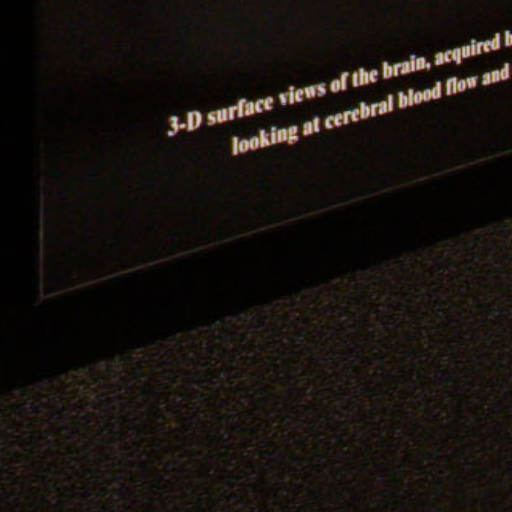 3-D surface views of the brain, acquired b
looking at cerebral blood flow and